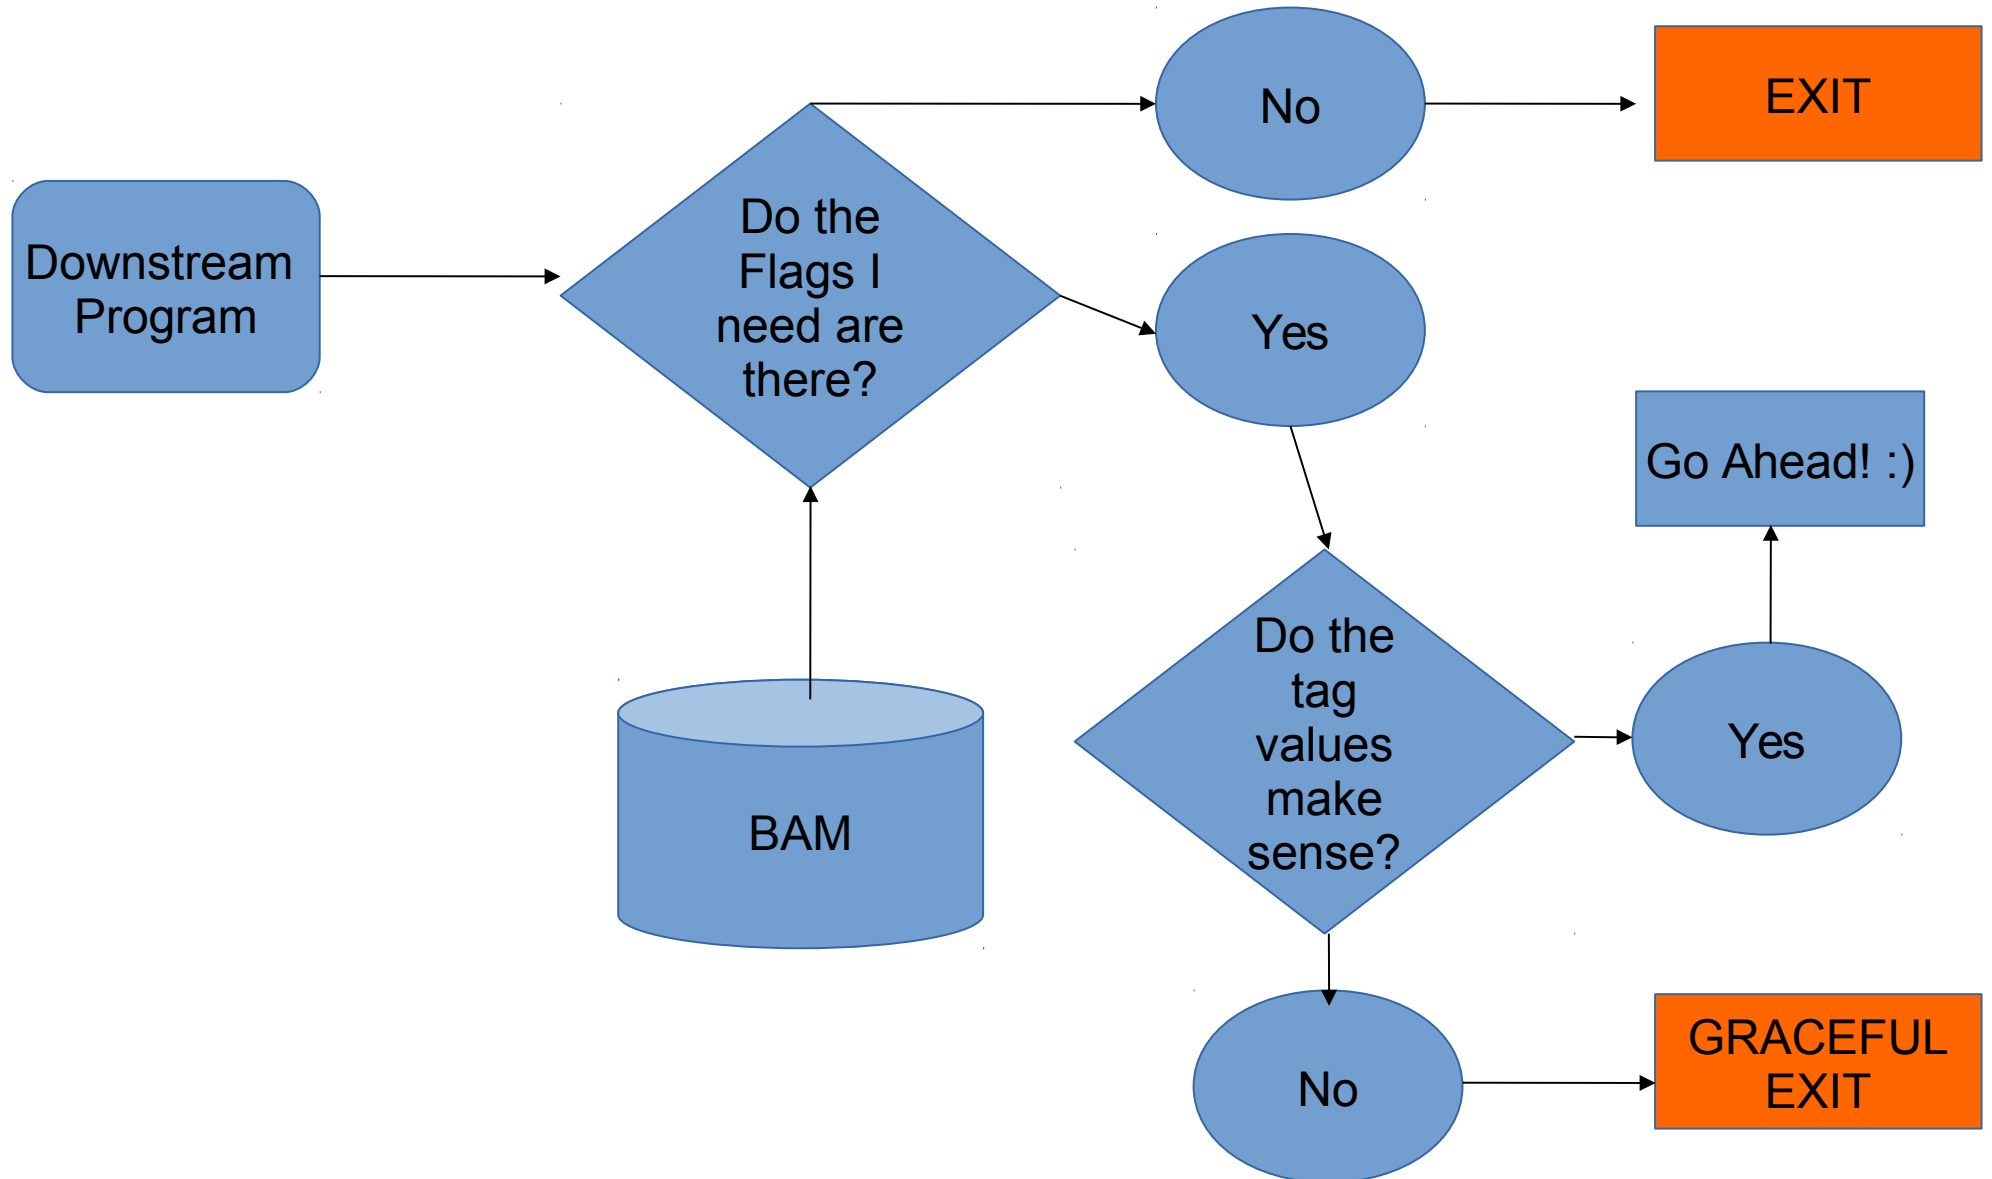 Downstream
Program
Do the
Flags I
need are
there?
No
EXIT
Yes
Go Ahead! :)
Do the
tag
values
make
sense?
Yes
BAM
No
GRACEFUL
EXIT